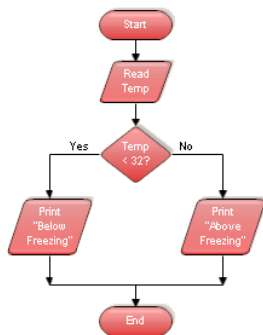 Start
Read
Temp
Temp
< 32?
Yes
No
Print
"Below
Freezing"
Print
"Above
Freezing"
End